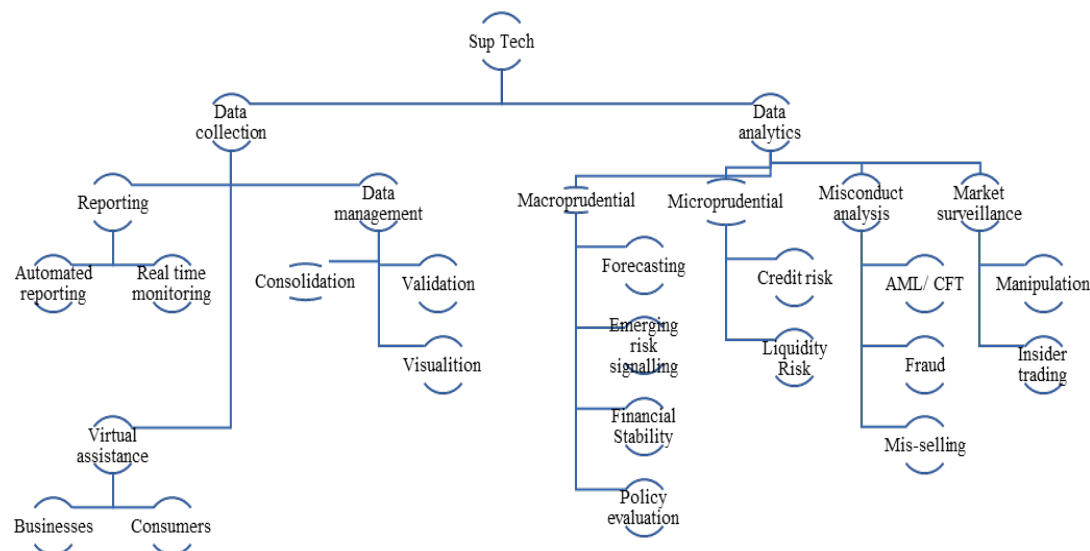 Sup Tech
Data
collection
Data
analytics
Reporting
Data
management
Macroprudential
Microprudential
Misconduct
analysis
Market
surveillance
Automated
reporting
Real time
monitoring
Consolidation
Validation
Visualition
Forecasting
Emerging
risk
signalling
Financial
Stability
Policy
evaluation
Credit risk
Liquidity
Risk
AML/ CFT
Fraud
Mis-selling
Manipulation
Insider
trading
Virtual
assistance
Businesses
Consumers